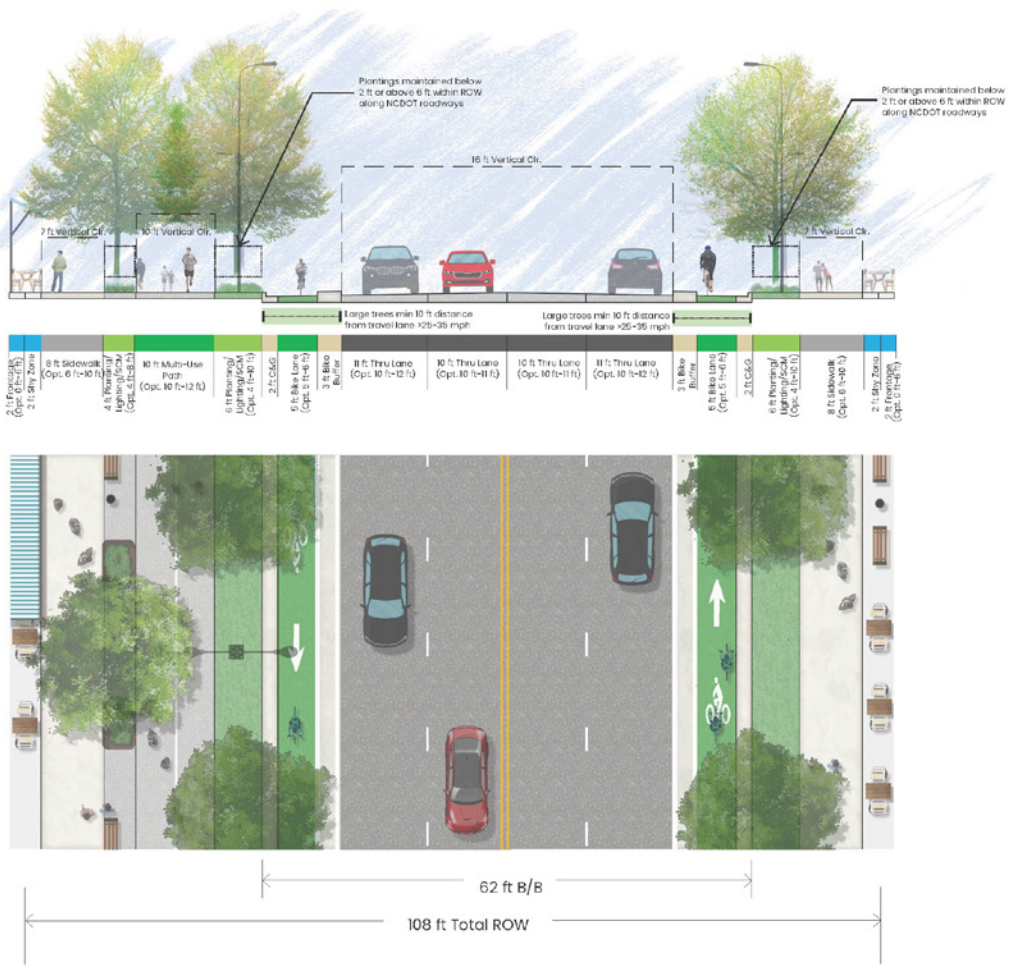 Plantings maintained below
2 ft or above 6 ft within ROW
along NCDOT roadways
Plantings maintained below
2 ft or above 6 ft within ROW
along NCDOT roadways
16 ft Vertical Clr.
7 ft Vertical Clr.
10 ft Vertical Clr.
7 ft Vertical Clr.
Large trees min 10 ft distance
from travel lane >25-35 mph
Large trees min 10 ft distance
from travel lane >25-35 mph
2 ft Frontage
(Opt. 0 ft-6 ft)
2 ft Shy Zone
8 ft Sidewalk
(Opt. 6 ft-10 ft)
4 ft Planting/
Lighting/SCM
(Opt. 4 ft-8 ft)
10 ft Multi-Use
Path
(Opt. 10 ft-12 ft)
6 ft Planting/
Lighting/SCM
(Opt. 4 ft-10 ft)
2 ft C&G
5 ft Bike Lane
(Opt. 5 ft-6 ft)
3 ft Bike
Buffer
11 ft Thru Lane
(Opt. 10 ft-12 ft)
10 ft Thru Lane
(Opt. 10 ft-11 ft)
10 ft Thru Lane
(Opt. 10 ft-11 ft)
11 ft Thru Lane
(Opt. 10 ft-12 ft)
3 ft Bike
Buffer
5 ft Bike Lane
(Opt. 5 ft-6 ft)
2 ft C&G
6 ft Planting/
Lighting/SCM
(Opt. 4 ft-10 ft)
8 ft Sidewalk
(Opt. 6 ft-10 ft)
2 ft Shy Zone
2 ft Frontage
(Opt. 0 ft-6 ft)
62 ft B/B
108 ft Total ROW